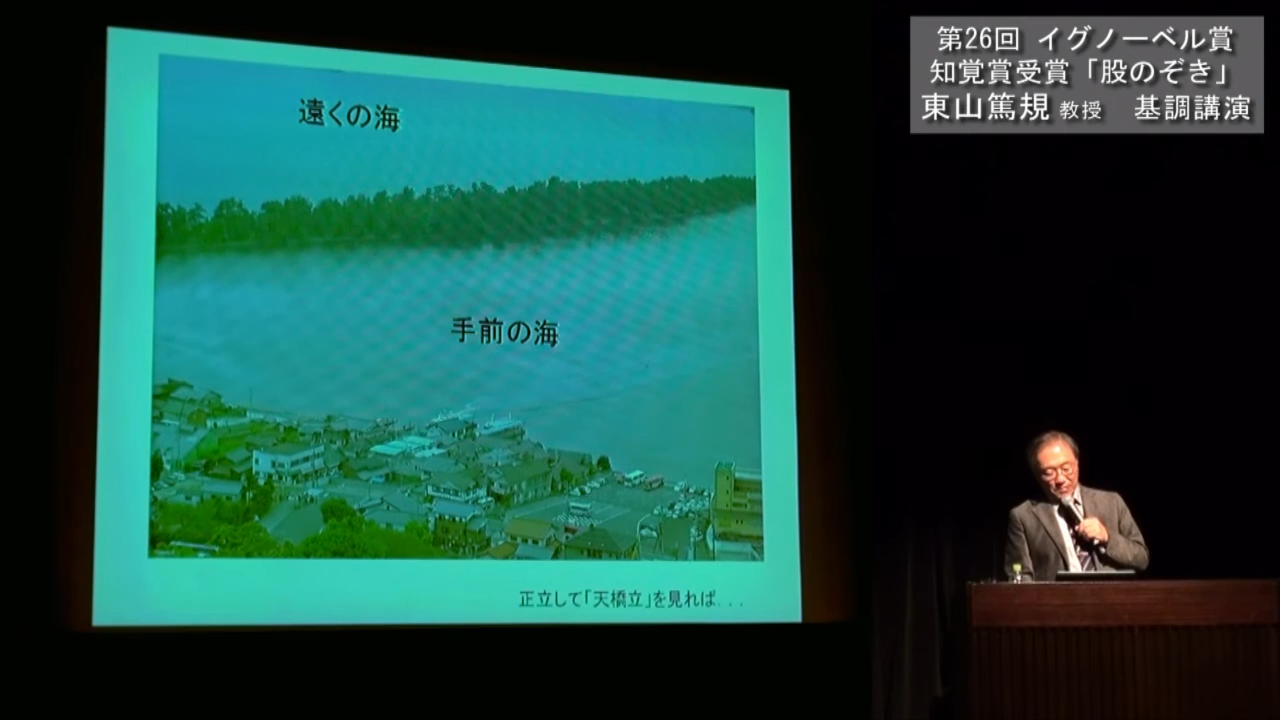 第26回 イグノーベル賞
知覚賞受賞「股のぞき」
東山篤規 教授 基調講演
遠くの海
手前の海
正立して「天橋立」を見れば...